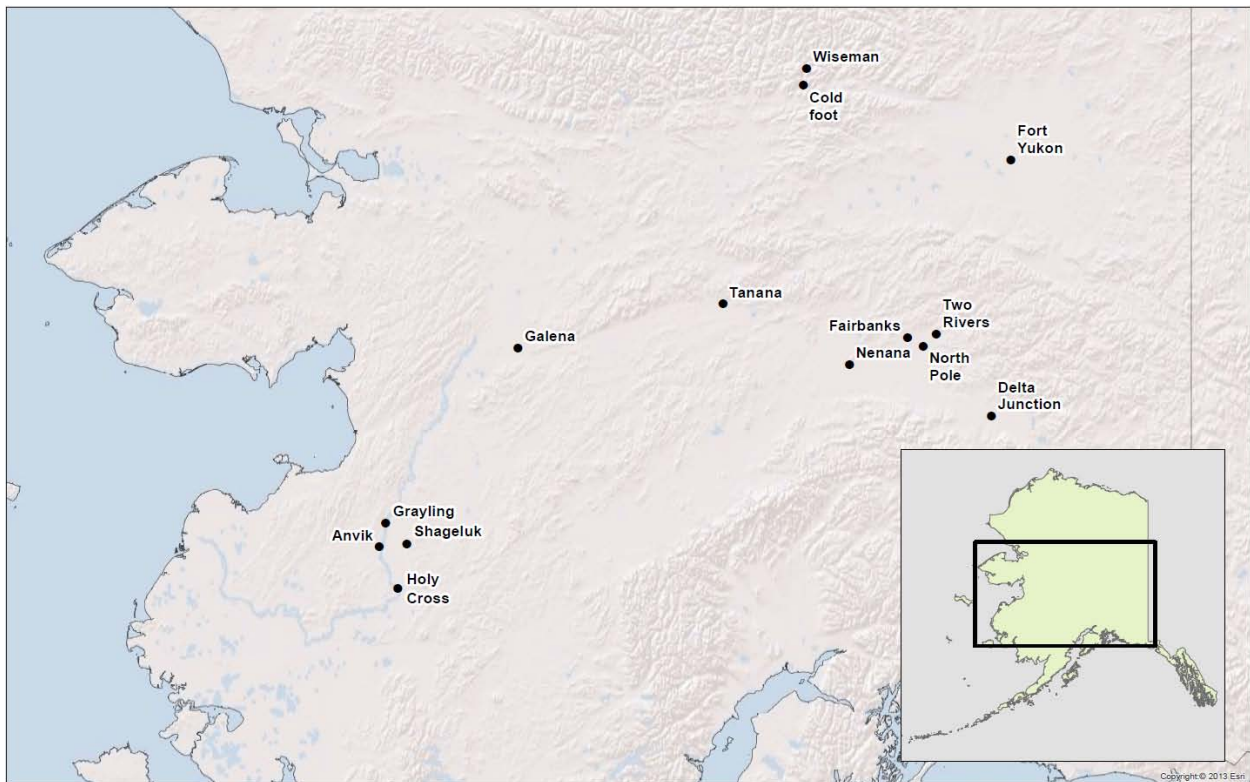 Wiseman
Cold
foot
Fort
Yukon
Tanana
Two
Rivers
Fairbanks
Galena
Nenana
North
Pole
Delta
Junction
Grayling
Anvik
Shageluk
Holy
Cross
Copyright © 2013 Esri